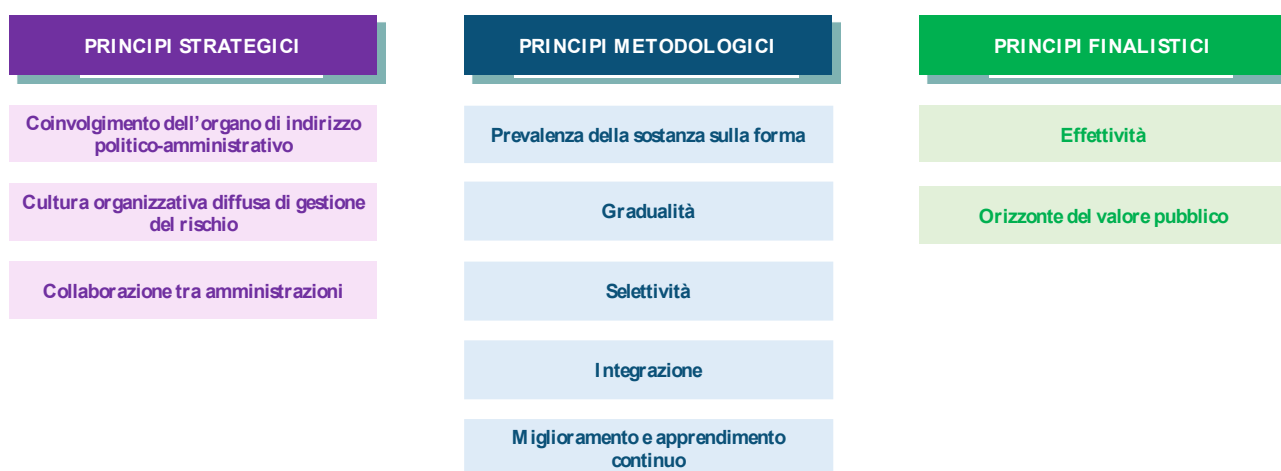 PRINCIPI STRATEGICI
Coinvolgimento dell’organo di indirizzo
politico-amministrativo
Cultura organizzativa diffusa di gestione
del rischio
Collaborazione tra amministrazioni
PRINCIPI METODOLOGICI
Prevalenza della sostanza sulla forma
Gradualità
Selettività
Integrazione
Miglioramento e apprendimento
continuo
PRINCIPI FINALISTICI
Effettività
Orizzonte del valore pubblico